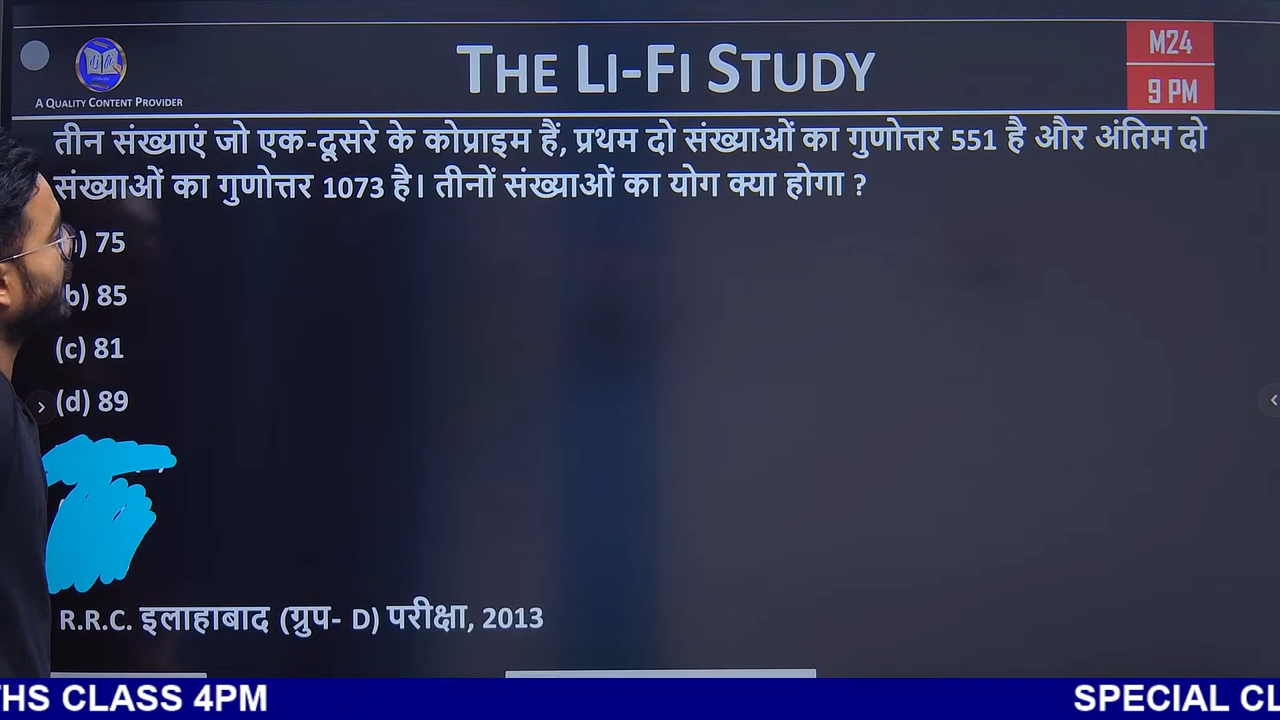 THE LI-FI STUDY
M24
9 PM
A QUALITY CONTENT PROVIDER
तीन संख्याएं जो एक-दूसरे के कोप्राइम हैं, प्रथम दो संख्याओं का गुणोत्तर 551 है और अंतिम दो
संख्याओं का गुणोत्तर 1073 है। तीनों संख्याओं का योग क्या होगा ?
) 75
b) 85
(c) 81
(d) 89
R.R.C. इलाहाबाद (ग्रुप- D) परीक्षा, 2013
THS CLASS 4PM
SPECIAL CL